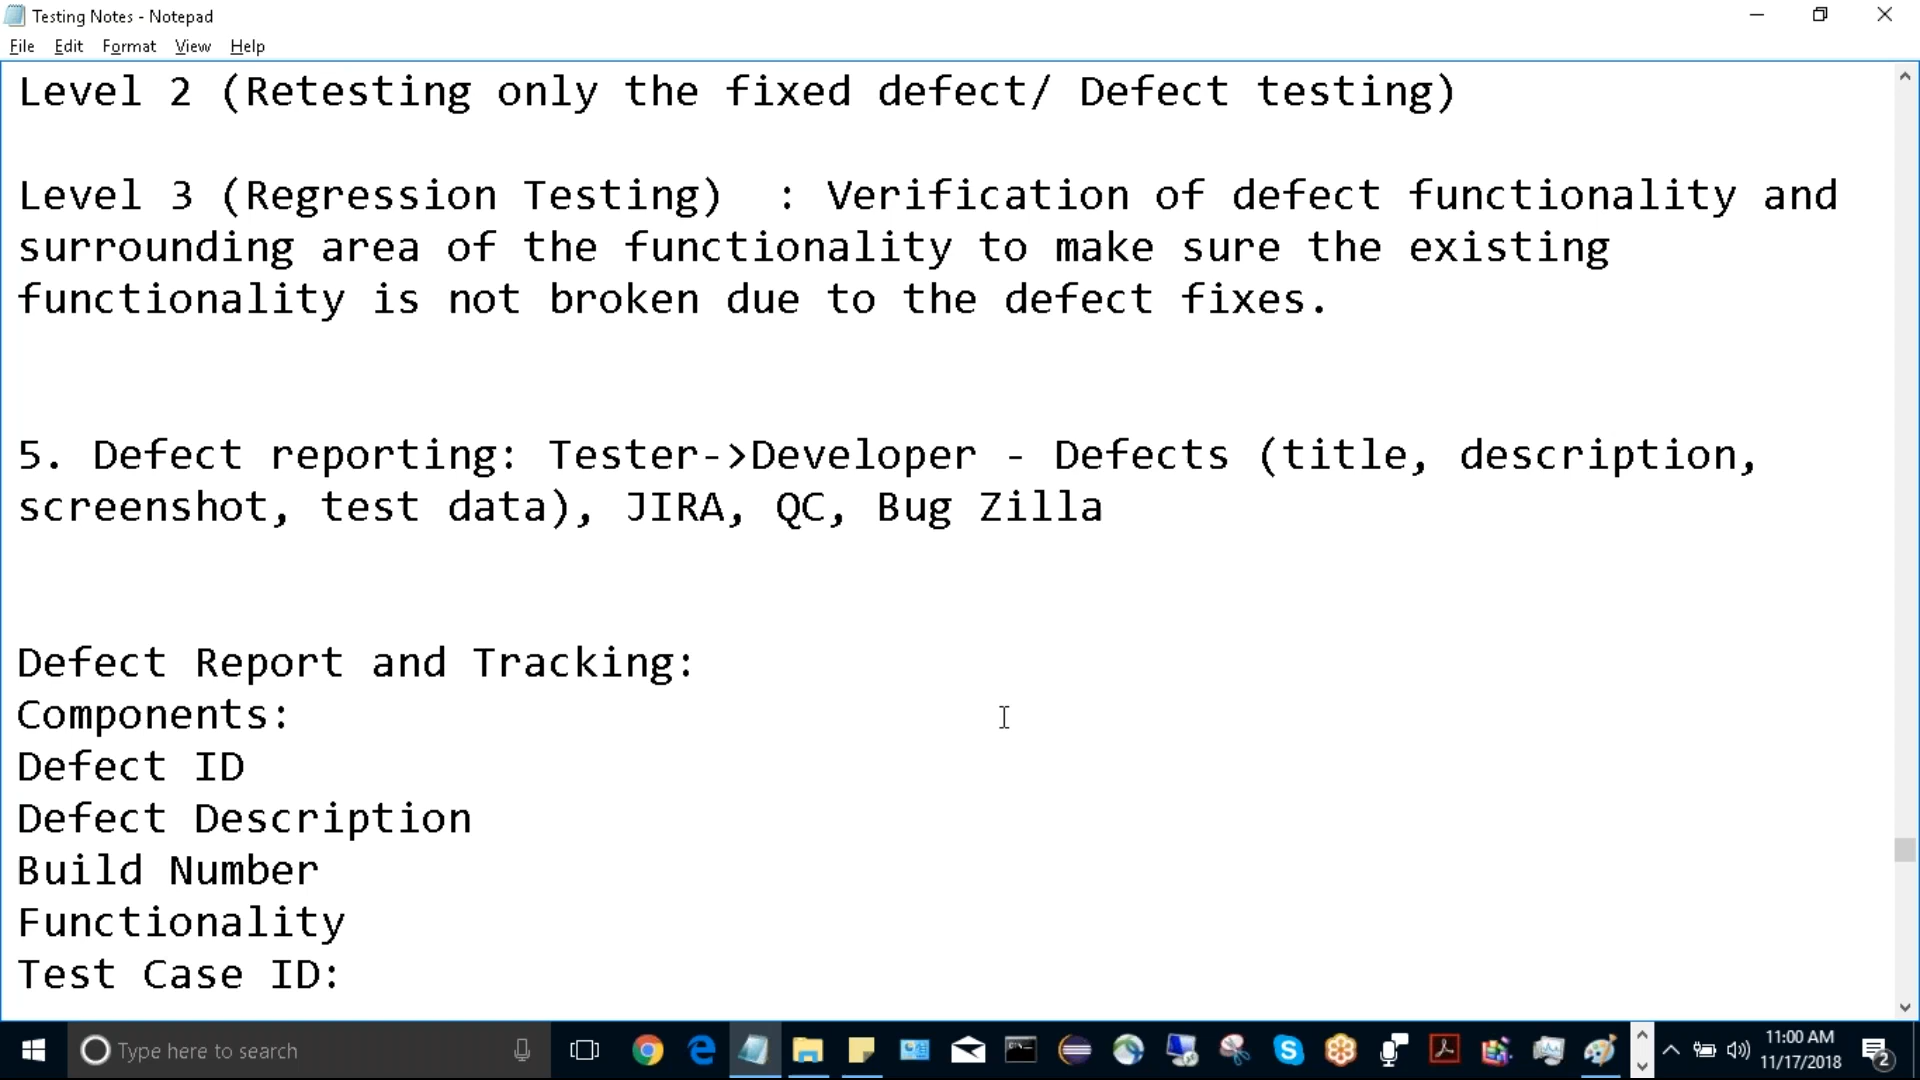 Testing Notes - Notepad
File Edit Format View Help
Level 2 (Retesting only the fixed defect/ Defect testing)
Level 3 (Regression Testing)  : Verification of defect functionality and
surrounding area of the functionality to make sure the existing
functionality is not broken due to the defect fixes.
5. Defect reporting: Tester->Developer - Defects (title, description,
screenshot, test data), JIRA, QC, Bug Zilla
Defect Report and Tracking:
Components:
Defect ID
Defect Description
Build Number
Functionality
Test Case ID:
Type here to search
11:00 AM
11/17/2018
2